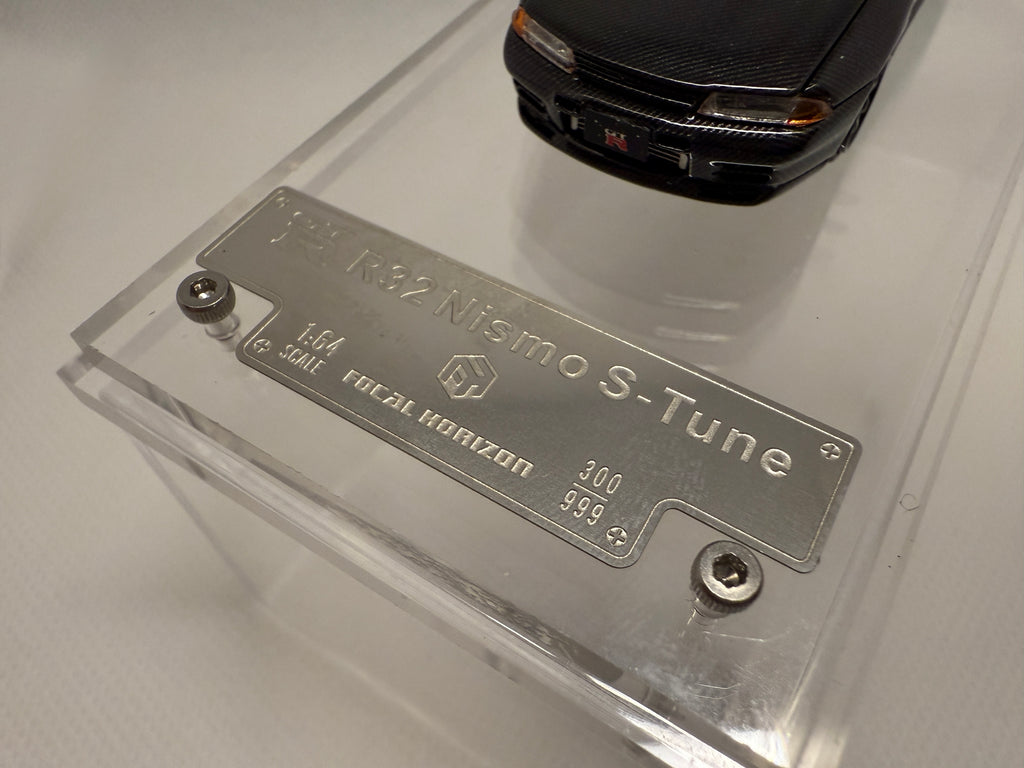 R32 Nismo S-Tune
1:64
SCALE
FOCAL HORIZON
300
999
R